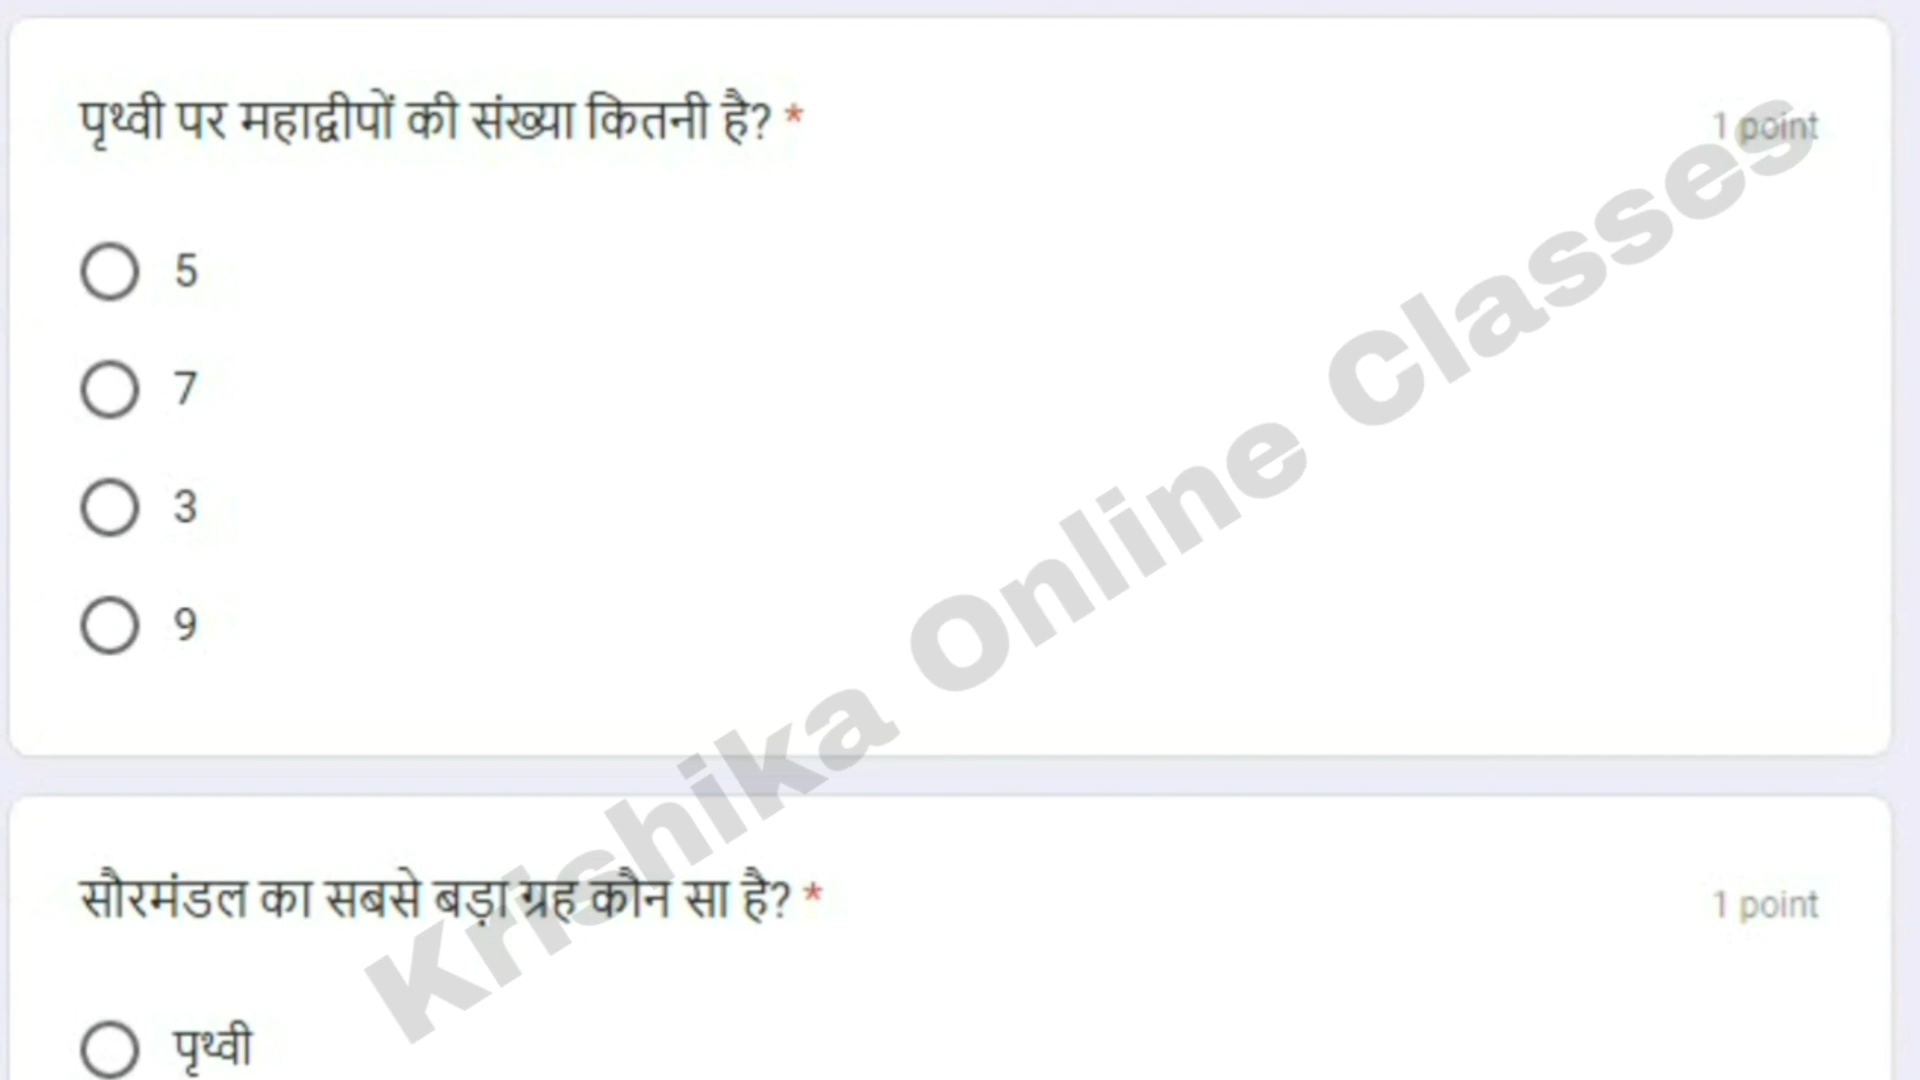 पृथ्वी पर महाद्वीपों की संख्या कितनी है? *
1 point
5
7
3
9
Krishika Online Classes
सौरमंडल का सबसे बड़ा ग्रह कौन सा है? *
1 point
पृथ्वी